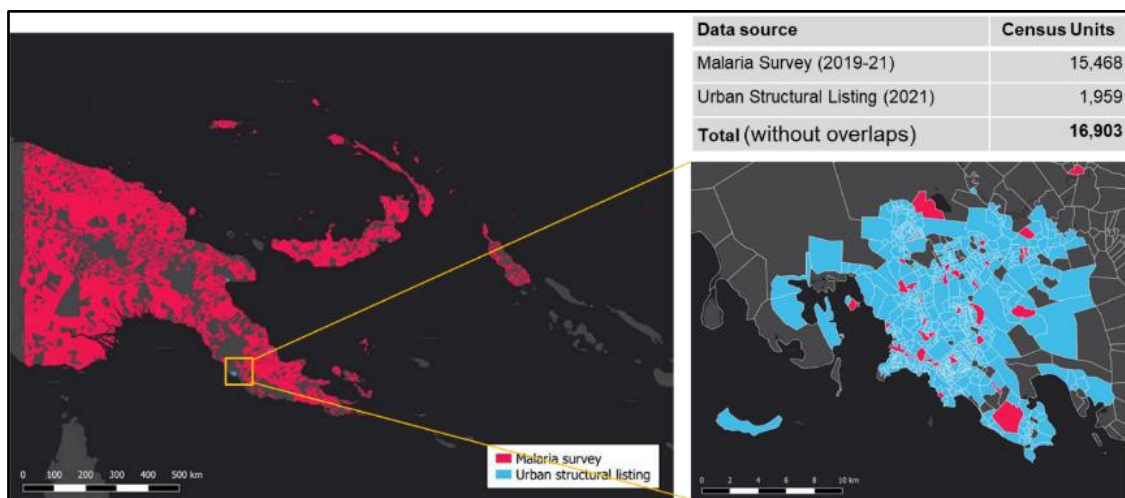 Data source Census Units
Malaria Survey (2019-21) 15,468
Urban Structural Listing (2021) 1,959
Total (without overlaps) 16,903
Malaria survey
Urban structural listing
0 100 200 300 400 500 km
0 2 4 6 8 10 km